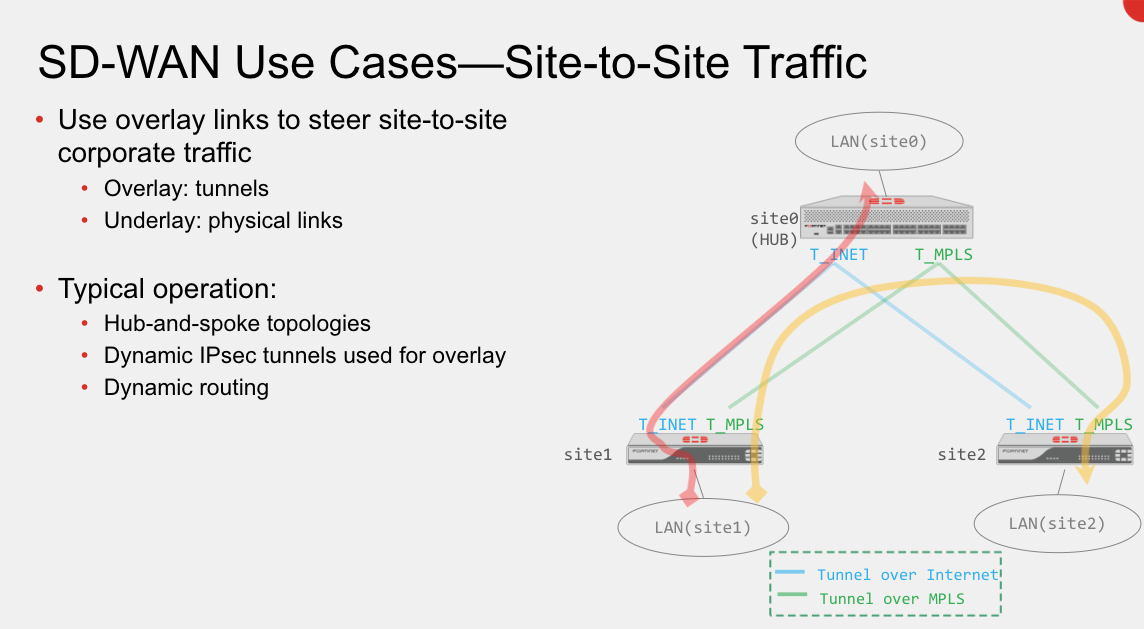 SD-WAN Use Cases—Site-to-Site Traffic
• Use overlay links to steer site-to-site
corporate traffic
• Overlay: tunnels
• Underlay: physical links
• Typical operation:
• Hub-and-spoke topologies
• Dynamic IPsec tunnels used for overlay
• Dynamic routing
LAN(site0)
site0
(HUB)
FORTINET
T_INET T_MPLS
T_INET T_MPLS
T_INET T_MPLS
site1
FORTINET
site2
FORTINET
LAN(site1)
LAN(site2)
Tunnel over Internet
Tunnel over MPLS